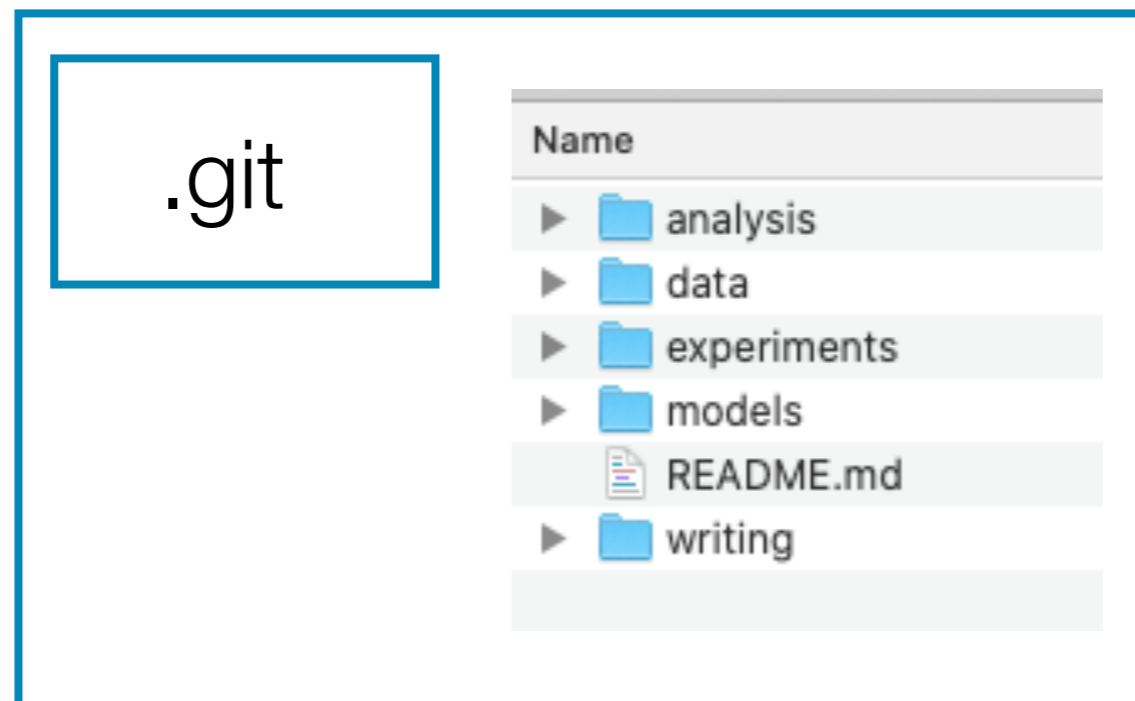 .git
Name
analysis
data
experiments
models
README.md
writing